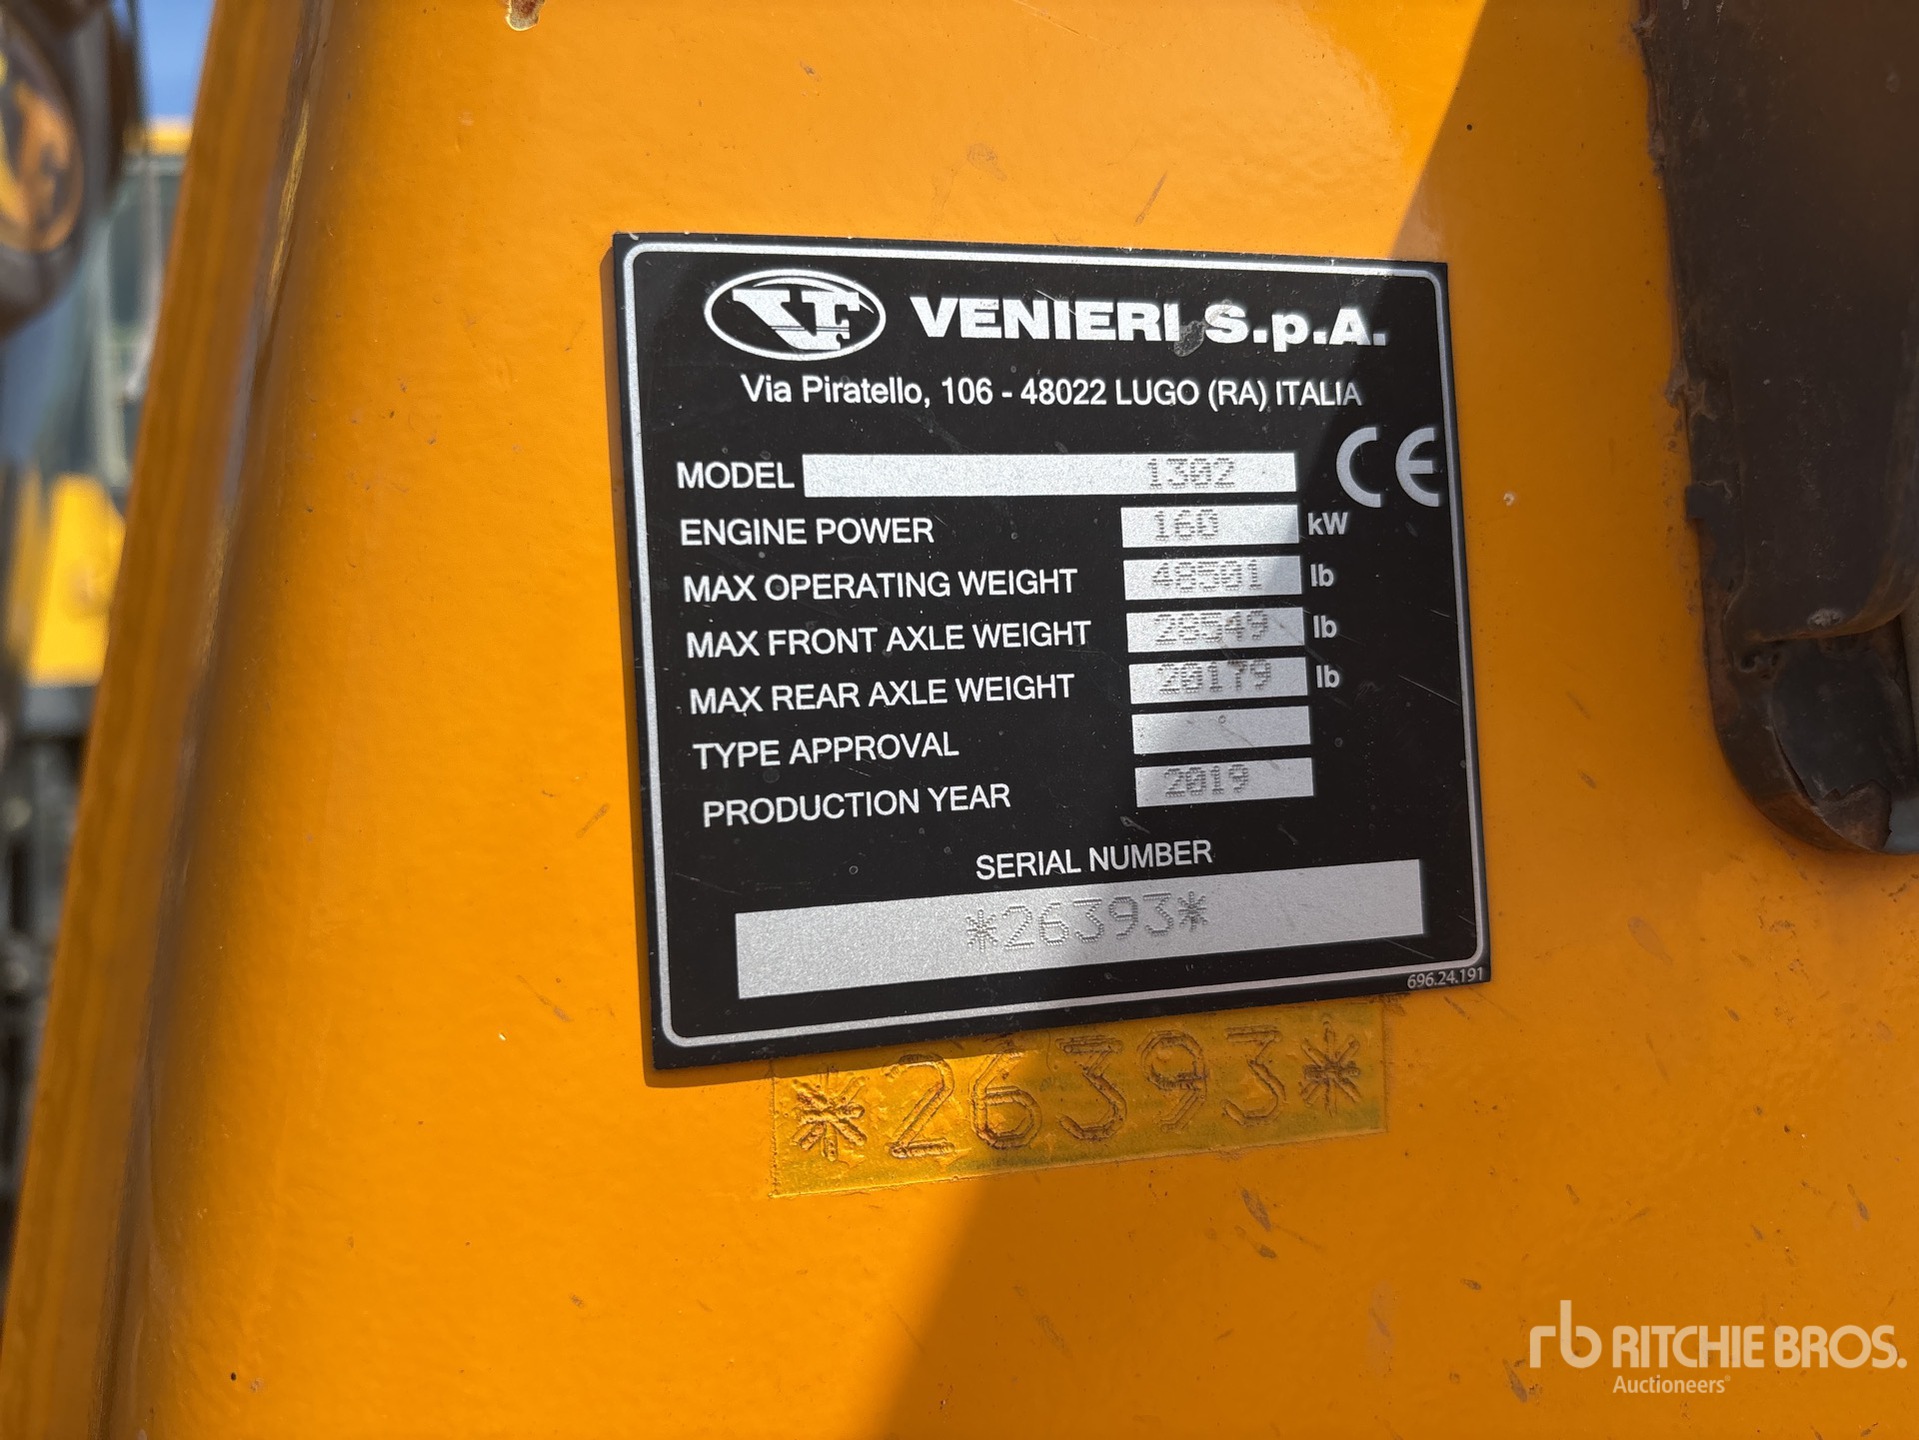 VF VENIERI S.p.A.
Via Piratello, 106 - 48022 LUGO (RA) ITALIA
MODEL 1302 CE
ENGINE POWER 160 kW
MAX OPERATING WEIGHT 48501 lb
MAX FRONT AXLE WEIGHT 28549 lb
MAX REAR AXLE WEIGHT 20179 lb
TYPE APPROVAL
PRODUCTION YEAR 2019
SERIAL NUMBER
*26393*
696.24.191
*26393*
rb RITCHIE BROS.
Auctioneers®